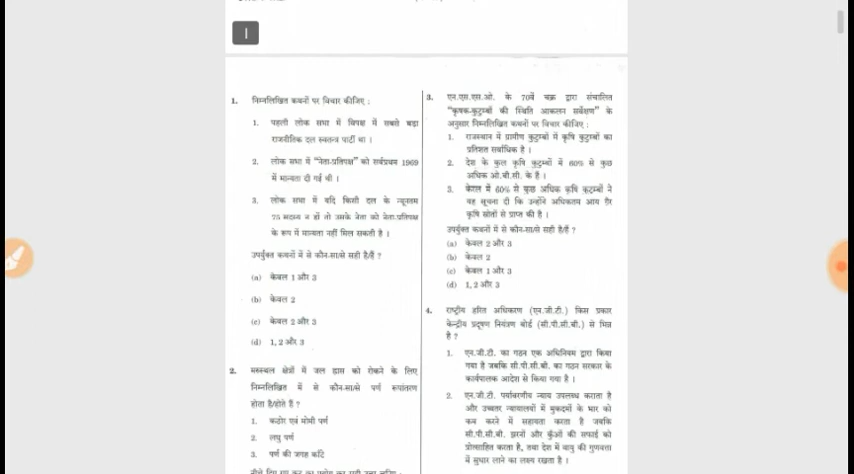 1. निम्नलिखित कथनों पर विचार कीजिए :
1. पहली लोक सभा में विपक्ष में सबसे बड़ा
राजनीतिक दल स्वतन्त्र पार्टी था ।
2. लोक सभा में "नेता-प्रतिपक्ष" को सर्वप्रथम 1969
में मान्यता दी गई थी ।
3. लोक सभा में यदि किसी दल के न्यूनतम
75 सदस्य न हों तो उसके नेता को नेता-प्रतिपक्ष
के रूप में मान्यता नहीं मिल सकती है ।
उपर्युक्त कथनों में से कौन-सा/से सही है/हैं ?
(a) केवल 1 और 3
(b) केवल 2
(c) केवल 2 और 3
(d) 1, 2 और 3
2. मरुस्थल क्षेत्रों में जल ह्रास को रोकने के लिए
निम्नलिखित में से कौन-सा/से पर्ण रूपांतरण
होता है/होते हैं ?
1. कठोर एवं मोमी पर्ण
2. लघु पर्ण
3. पर्ण की जगह काँटे
3. एन.एस.एस.ओ. के 70वें चक्र द्वारा संचालित
"कृषक-कुटुम्बों की स्थिति आकलन सर्वेक्षण" के
अनुसार निम्नलिखित कथनों पर विचार कीजिए :
1. राजस्थान में ग्रामीण कुटुम्बों में कृषि कुटुम्बों का
प्रतिशत सर्वाधिक है ।
2. देश के कुल कृषि कुटुम्बों में 60% से कुछ
अधिक ओ.बी.सी. के हैं ।
3. केरल में 60% से कुछ अधिक कृषि कुटुम्बों ने
यह सूचना दी कि उन्होंने अधिकतम आय गैर
कृषि स्रोतों से प्राप्त की है ।
उपर्युक्त कथनों में से कौन-सा/से सही है/हैं ?
(a) केवल 2 और 3
(b) केवल 2
(c) केवल 1 और 3
(d) 1, 2 और 3
4. राष्ट्रीय हरित अधिकरण (एन.जी.टी.) किस प्रकार
केन्द्रीय प्रदूषण नियंत्रण बोर्ड (सी.पी.सी.बी.) से भिन्न
है ?
1. एन.जी.टी. का गठन एक अधिनियम द्वारा किया
गया है जबकि सी.पी.सी.बी. का गठन सरकार के
कार्यपालक आदेश से किया गया है ।
2. एन.जी.टी. पर्यावरणीय न्याय उपलब्ध कराता है
और उच्चतर न्यायालयों में मुकदमों के भार को
कम करने में सहायता करता है जबकि
सी.पी.सी.बी. झरनों और कुँओं की सफाई को
प्रोत्साहित करता है, तथा देश में वायु की गुणवत्ता
में सुधार लाने का लक्ष्य रखता है ।